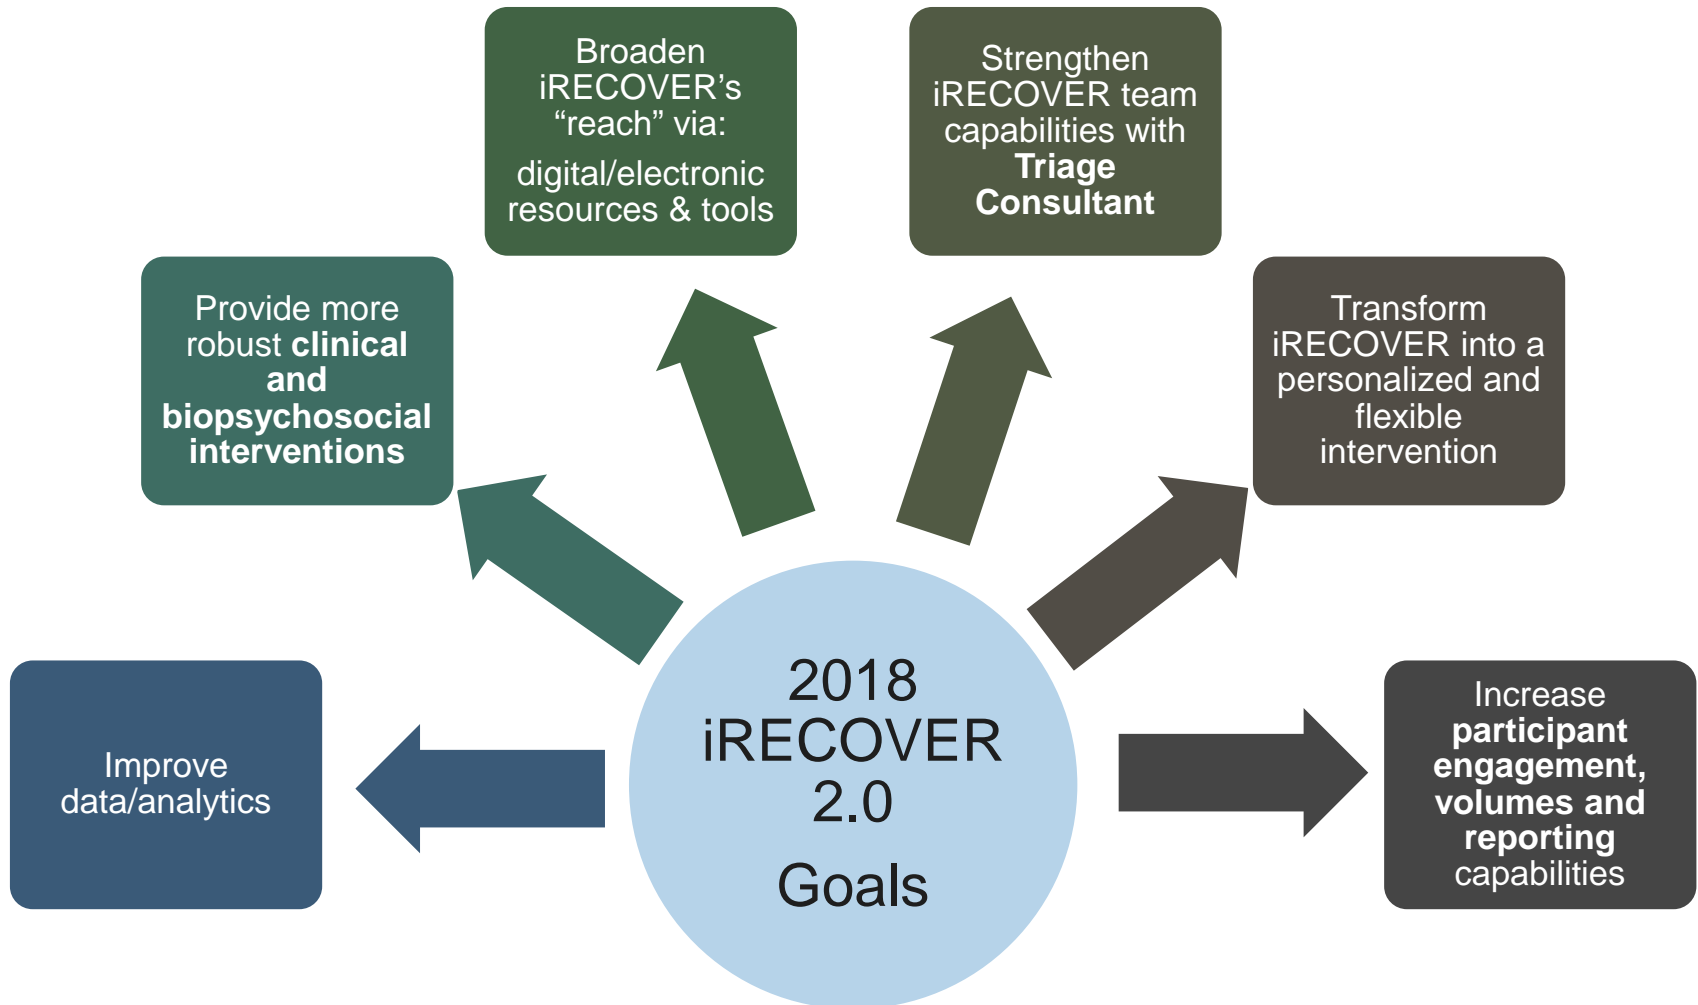 Broaden
iRECOVER’s
“reach” via:
digital/electronic
resources & tools
Strengthen
iRECOVER team
capabilities with
Triage
Consultant
Provide more
robust clinical
and
biopsychosocial
interventions
Transform
iRECOVER into a
personalized and
flexible
intervention
Improve
data/analytics
2018
iRECOVER
2.0
Goals
Increase
participant
engagement,
volumes and
reporting
capabilities